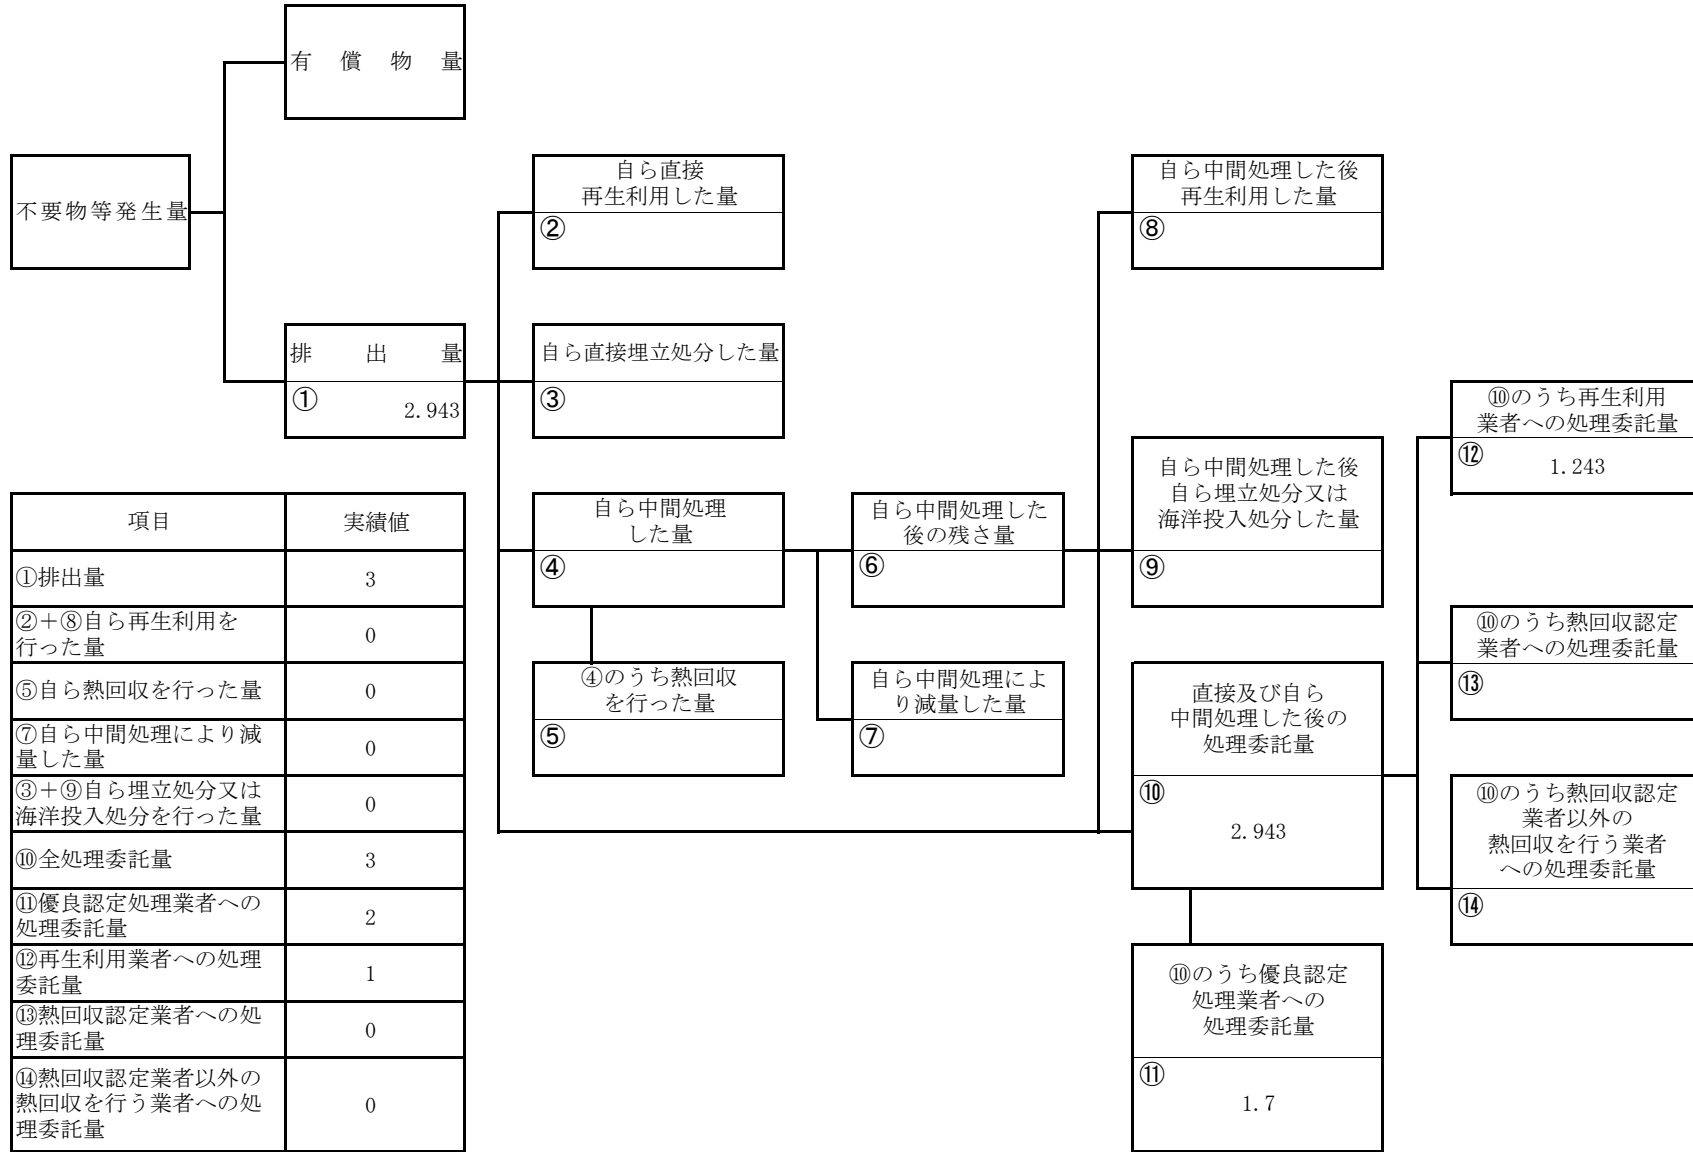 有償物量
不要物等発生量
排出量
①
2.943
自ら直接
再生利用した量
②
自ら直接埋立処分した量
③
自ら中間処理
した量
④
④のうち熱回収
を行った量
⑤
自ら中間処理した
後の残さ量
⑥
自ら中間処理によ
り減量した量
⑦
自ら中間処理した後
再生利用した量
⑧
自ら中間処理した後
自ら埋立処分又は
海洋投入処分した量
⑨
直接及び自ら
中間処理した後の
処理委託量
⑩
2.943
⑩のうち優良認定
処理業者への
処理委託量
⑪
1.7
⑩のうち再生利用
業者への処理委託量
⑫
1.243
⑩のうち熱回収認定
業者への処理委託量
⑬
⑩のうち熱回収認定
業者以外の
熱回収を行う業者
への処理委託量
⑭
項目 実績値
①排出量 3
②＋⑧自ら再生利用を
行った量 0
⑤自ら熱回収を行った量 0
⑦自ら中間処理により減
量した量 0
③＋⑨自ら埋立処分又は
海洋投入処分を行った量 0
⑩全処理委託量 3
⑪優良認定処理業者への
処理委託量 2
⑫再生利用業者への処理
委託量 1
⑬熱回収認定業者への処
理委託量 0
⑭熱回収認定業者以外の
熱回収を行う業者への処
理委託量 0